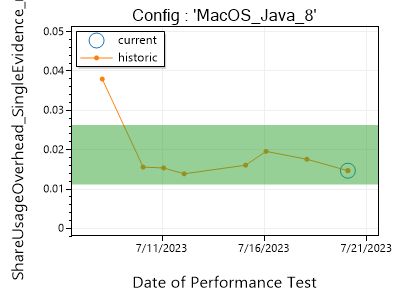 Config : 'MacOS_Java_8'
current
historic
0.05
0.04
0.03
0.02
0.01
0
ShareUsageOverhead_SingleEvidence_
7/11/2023
7/16/2023
7/21/2023
Date of Performance Test